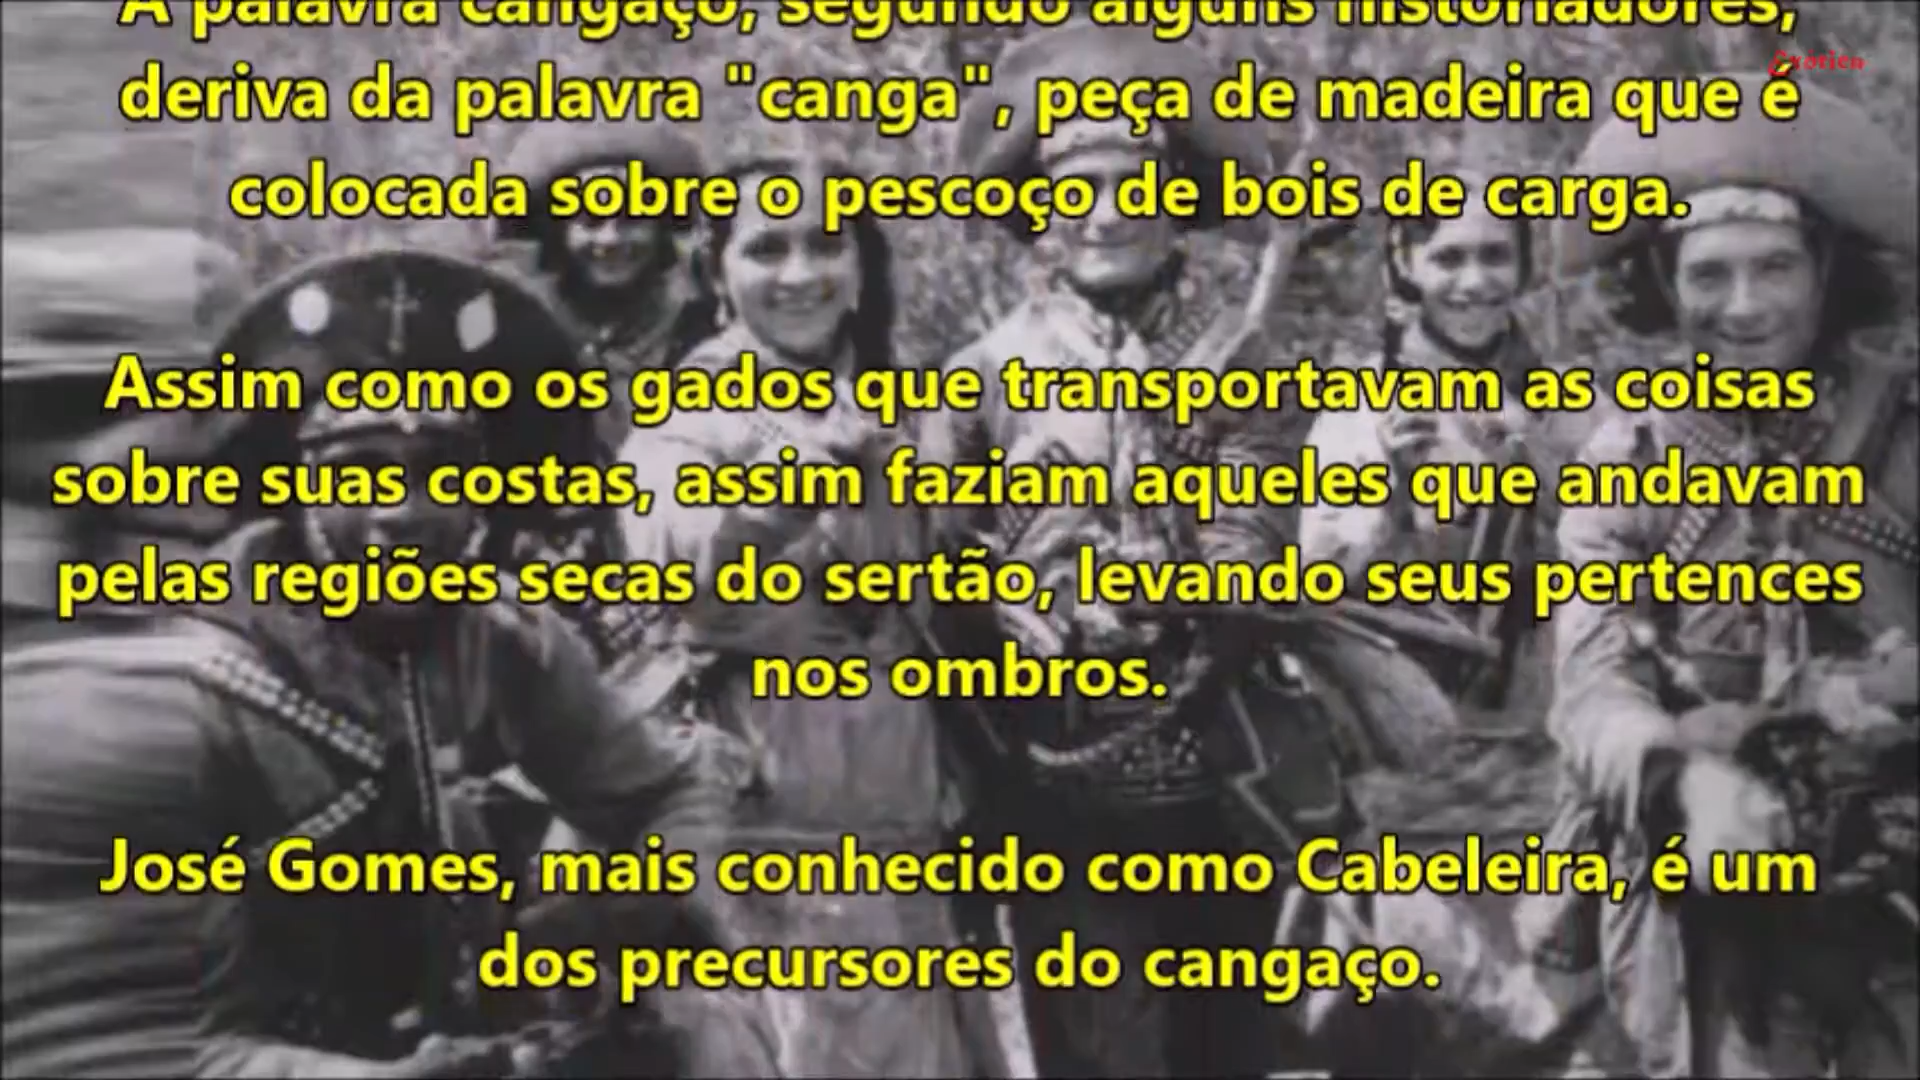 A palavra cangaço, segundo alguns historiadores,
Exótica
deriva da palavra "canga", peça de madeira que é
colocada sobre o pescoço de bois de carga.
Assim como os gados que transportavam as coisas
sobre suas costas, assim faziam aqueles que andavam
pelas regiões secas do sertão, levando seus pertences
nos ombros.
José Gomes, mais conhecido como Cabeleira, é um
dos precursores do cangaço.